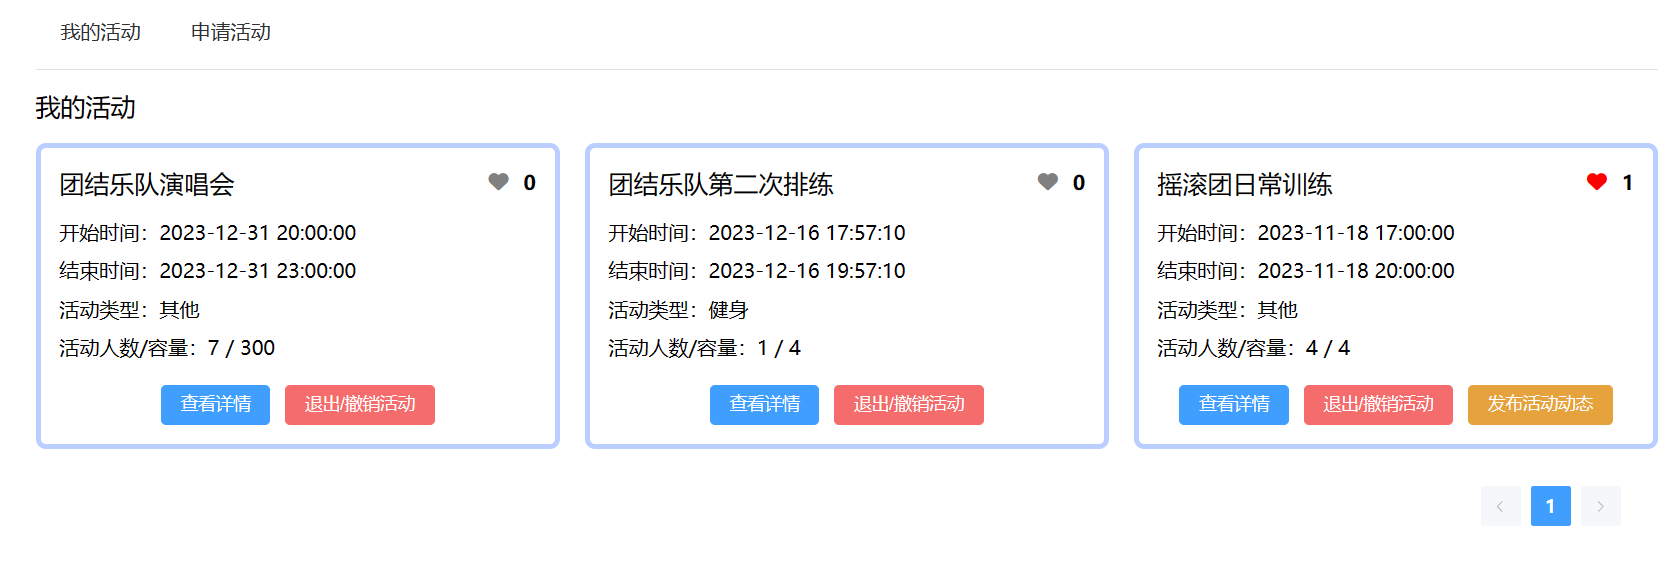 我的活动 申请活动
我的活动
团结乐队演唱会 0
开始时间：2023-12-31 20:00:00
结束时间：2023-12-31 23:00:00
活动类型：其他
活动人数/容量：7 / 300
查看详情 退出/撤销活动
团结乐队第二次排练 0
开始时间：2023-12-16 17:57:10
结束时间：2023-12-16 19:57:10
活动类型：健身
活动人数/容量：1 / 4
查看详情 退出/撤销活动
摇滚团日常训练 1
开始时间：2023-11-18 17:00:00
结束时间：2023-11-18 20:00:00
活动类型：其他
活动人数/容量：4 / 4
查看详情 退出/撤销活动 发布活动动态
1